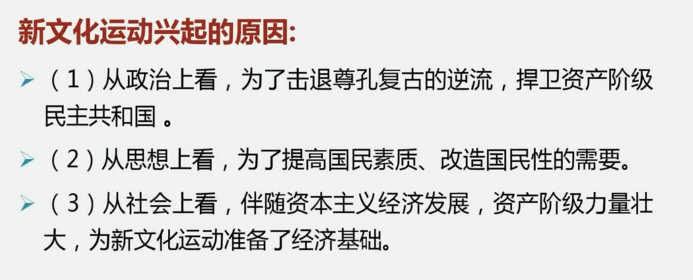 新文化运动兴起的原因:
（1）从政治上看，为了击退尊孔复古的逆流，捍卫资产阶级
民主共和国 。
（2）从思想上看，为了提高国民素质、改造国民性的需要。
（3）从社会上看，伴随资本主义经济发展，资产阶级力量壮
大，为新文化运动准备了经济基础。